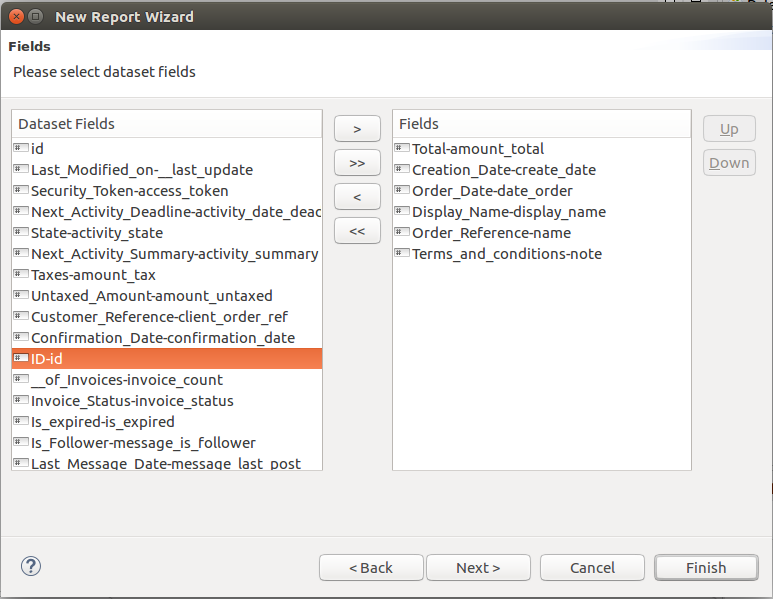 New Report Wizard
Fields
Please select dataset fields
Dataset Fields
id
Last_Modified_on-__last_update
Security_Token-access_token
Next_Activity_Deadline-activity_date_deac
State-activity_state
Next_Activity_Summary-activity_summary
Taxes-amount_tax
Untaxed_Amount-amount_untaxed
Customer_Reference-client_order_ref
Confirmation_Date-confirmation_date
ID-id
__of_Invoices-invoice_count
Invoice_Status-invoice_status
Is_expired-is_expired
Is_Follower-message_is_follower
Last_Message_Date-message_last_post
>
>>
<
<<
Fields
Total-amount_total
Creation_Date-create_date
Order_Date-date_order
Display_Name-display_name
Order_Reference-name
Terms_and_conditions-note
Up
Down
?
< Back
Next >
Cancel
Finish